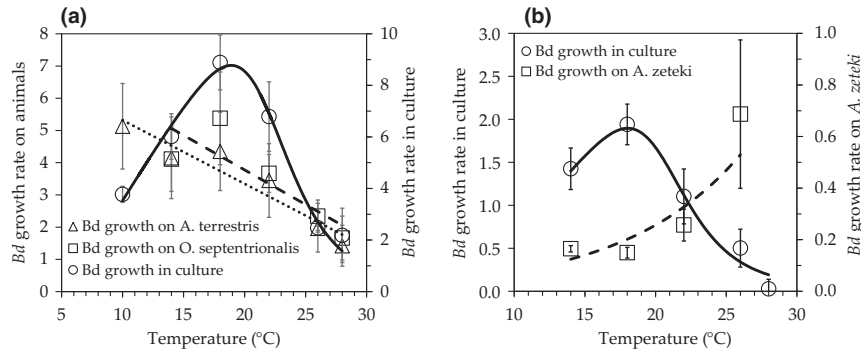 (a)
8
7
6
5
4
3
2
1
0
Bd growth rate on animals
10
8
6
4
2
0
Bd growth rate in culture
Bd growth on A. terrestris
Bd growth on O. septentrionalis
Bd growth in culture
5 10 15 20 25 30
Temperature (°C)
(b)
3.0
2.5
2.0
1.5
1.0
0.5
0.0
Bd growth rate in culture
1.0
0.8
0.6
0.4
0.2
0.0
Bd growth rate on A. zeteki
Bd growth in culture
Bd growth on A. zeteki
10 15 20 25 30
Temperature (°C)